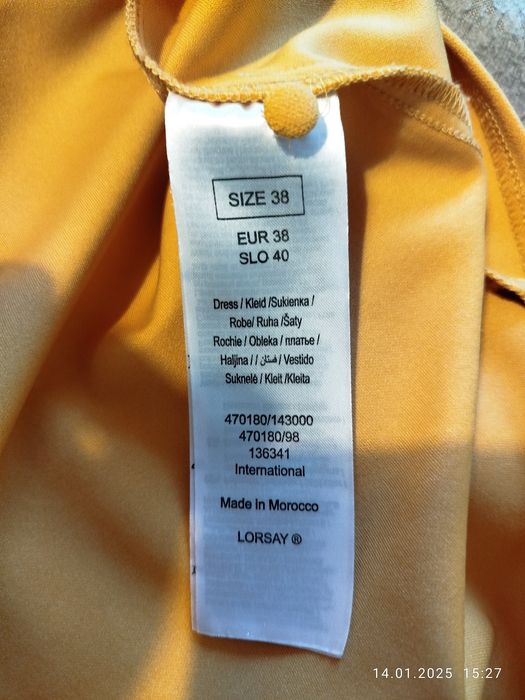 SIZE 38
EUR 38
SLO 40
Dress / Kleid /Sukienка /
Robe/ Ruha /Šaty
Rochie / Obleka / платье /
Haljina / / فستان / Vestido
Suknelė / Kleit /Kleita
470180/143000
470180/98
136341
International
Made in Morocco
LORSAY ®
14.01.2025 15:27